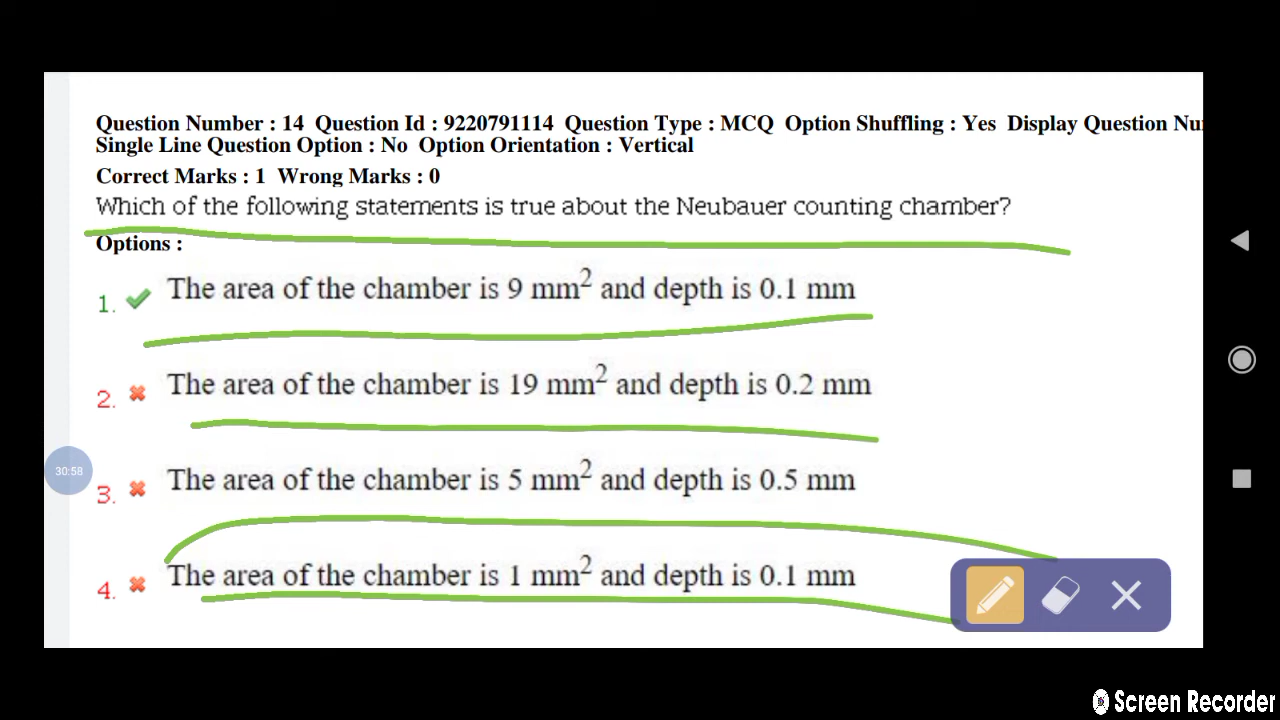 Question Number : 14 Question Id : 9220791114 Question Type : MCQ Option Shuffling : Yes Display Question Nu
Single Line Question Option : No Option Orientation : Vertical
Correct Marks : 1 Wrong Marks : 0
Which of the following statements is true about the Neubauer counting chamber?
Options :
1. The area of the chamber is 9 mm² and depth is 0.1 mm
2. The area of the chamber is 19 mm² and depth is 0.2 mm
30:58
3. The area of the chamber is 5 mm² and depth is 0.5 mm
4. The area of the chamber is 1 mm² and depth is 0.1 mm
Screen Recorder